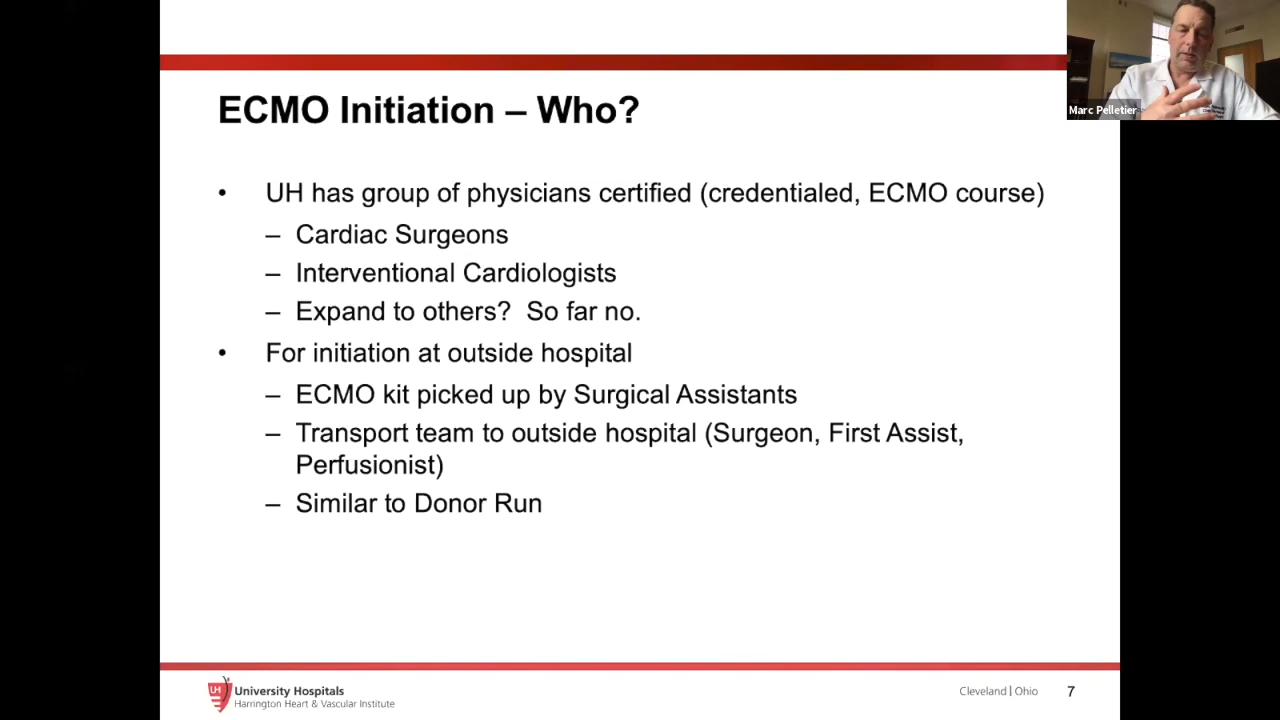 Marc Pelletier
ECMO Initiation – Who?
• UH has group of physicians certified (credentialed, ECMO course)
– Cardiac Surgeons
– Interventional Cardiologists
– Expand to others? So far no.
• For initiation at outside hospital
– ECMO kit picked up by Surgical Assistants
– Transport team to outside hospital (Surgeon, First Assist,
Perfusionist)
– Similar to Donor Run
UH
University Hospitals
Harrington Heart & Vascular Institute
Cleveland | Ohio
7